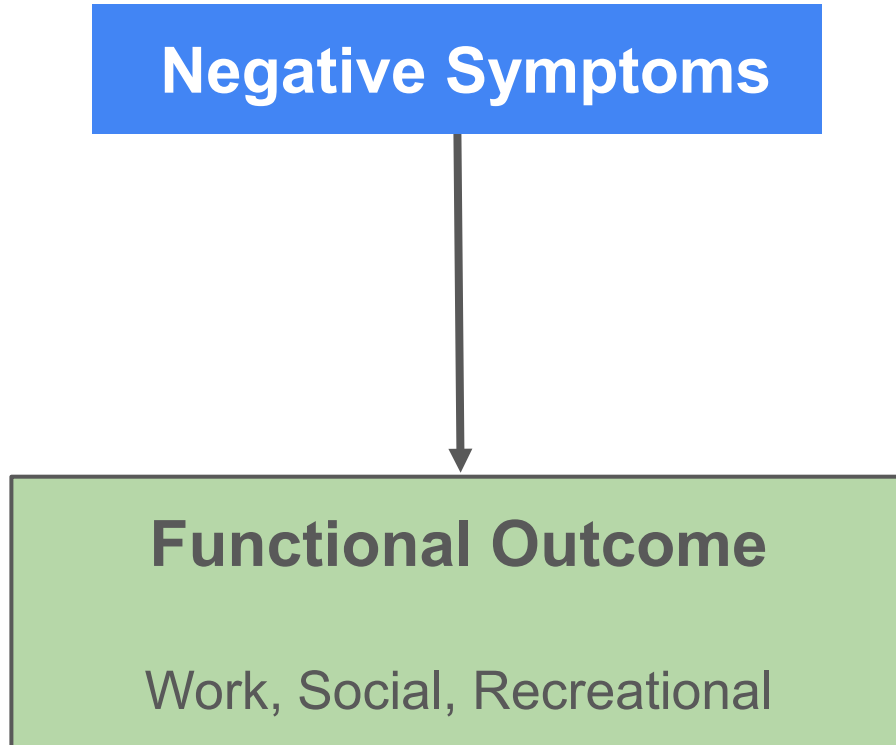 Negative Symptoms
Functional Outcome
Work, Social, Recreational